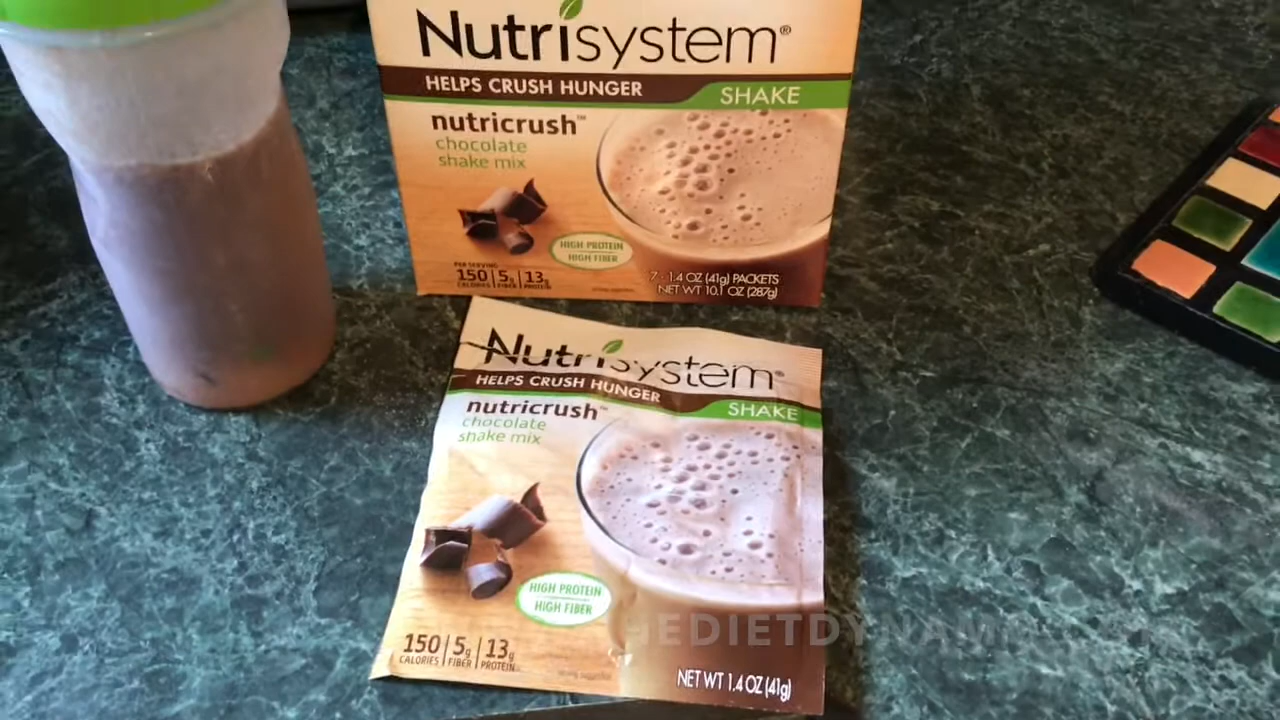 Nutrisystem®
HELPS CRUSH HUNGER
SHAKE
nutricrush™
chocolate
shake mix
HIGH PROTEIN
HIGH FIBER
PER SERVING
150 | 5g | 13g
CALORIES FIBER PROTEIN
7 - 1.4 OZ (41g) PACKETS
NET WT 10.1 OZ (287g)
Nutrisystem®
HELPS CRUSH HUNGER
SHAKE
nutricrush™
chocolate
shake mix
HIGH PROTEIN
HIGH FIBER
150 | 5g | 13g
CALORIES FIBER PROTEIN
NET WT 1.4 OZ (41g)